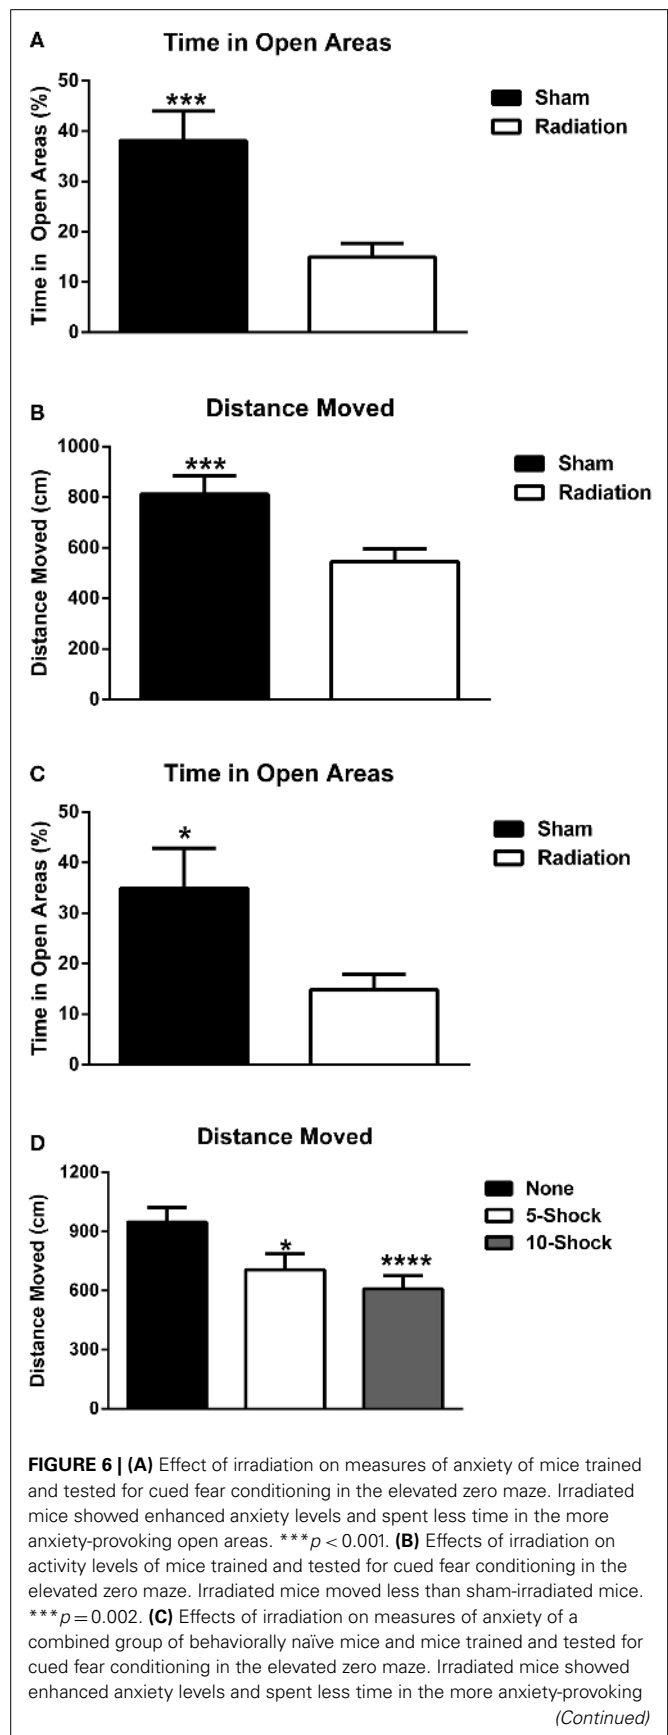 A
Time in Open Areas
***
Sham
Radiation
Time in Open Areas (%)
50
40
30
20
10
0
B
Distance Moved
***
Sham
Radiation
Distance Moved (cm)
1000
800
600
400
200
0
C
Time in Open Areas
*
Sham
Radiation
Time in Open Areas (%)
50
40
30
20
10
0
D
Distance Moved
None
5-Shock
10-Shock
*
****
Distance Moved (cm)
1200
900
600
300
0
FIGURE 6 | (A) Effect of irradiation on measures of anxiety of mice trained
and tested for cued fear conditioning in the elevated zero maze. Irradiated
mice showed enhanced anxiety levels and spent less time in the more
anxiety-provoking open areas. ***p < 0.001. (B) Effects of irradiation on
activity levels of mice trained and tested for cued fear conditioning in the
elevated zero maze. Irradiated mice moved less than sham-irradiated mice.
***p = 0.002. (C) Effects of irradiation on measures of anxiety of a
combined group of behaviorally naïve mice and mice trained and tested for
cued fear conditioning in the elevated zero maze. Irradiated mice showed
enhanced anxiety levels and spent less time in the more anxiety-provoking
(Continued)